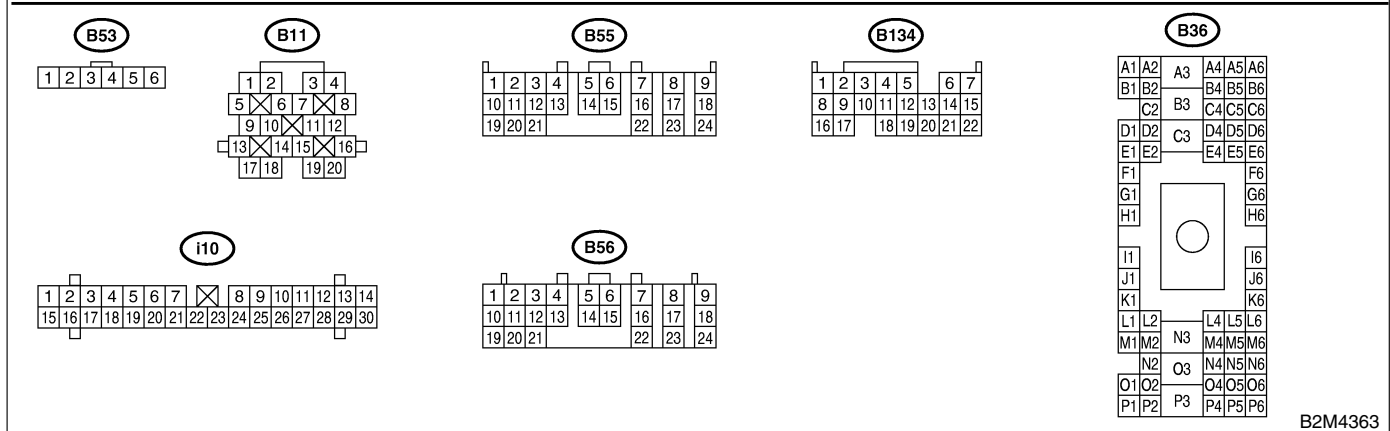 B53
1 2 3 4 5 6
B11
1 2 3 4
5 6 7 8
9 10 11 12
13 14 15 16
17 18 19 20
B55
1 2 3 4 5 6 7 8 9
10 11 12 13 14 15 16 17 18
19 20 21 22 23 24
B134
1 2 3 4 5 6 7
8 9 10 11 12 13 14 15
16 17 18 19 20 21 22
B36
A1 A2 A3 A4 A5 A6
B1 B2 B3 B4 B5 B6
C2 C3 C4 C5 C6
D1 D2 D4 D5 D6
E1 E2 E4 E5 E6
F1 F6
G1 G6
H1 H6
I1 I6
J1 J6
K1 K6
L1 L2 L4 L5 L6
M1 M2 N3 M4 M5 M6
N2 O3 N4 N5 N6
O1 O2 O4 O5 O6
P1 P2 P3 P4 P5 P6
i10
1 2 3 4 5 6 7 8 9 10 11 12 13 14
15 16 17 18 19 20 21 22 23 24 25 26 27 28 29 30
B56
1 2 3 4 5 6 7 8 9
10 11 12 13 14 15 16 17 18
19 20 21 22 23 24
B2M4363